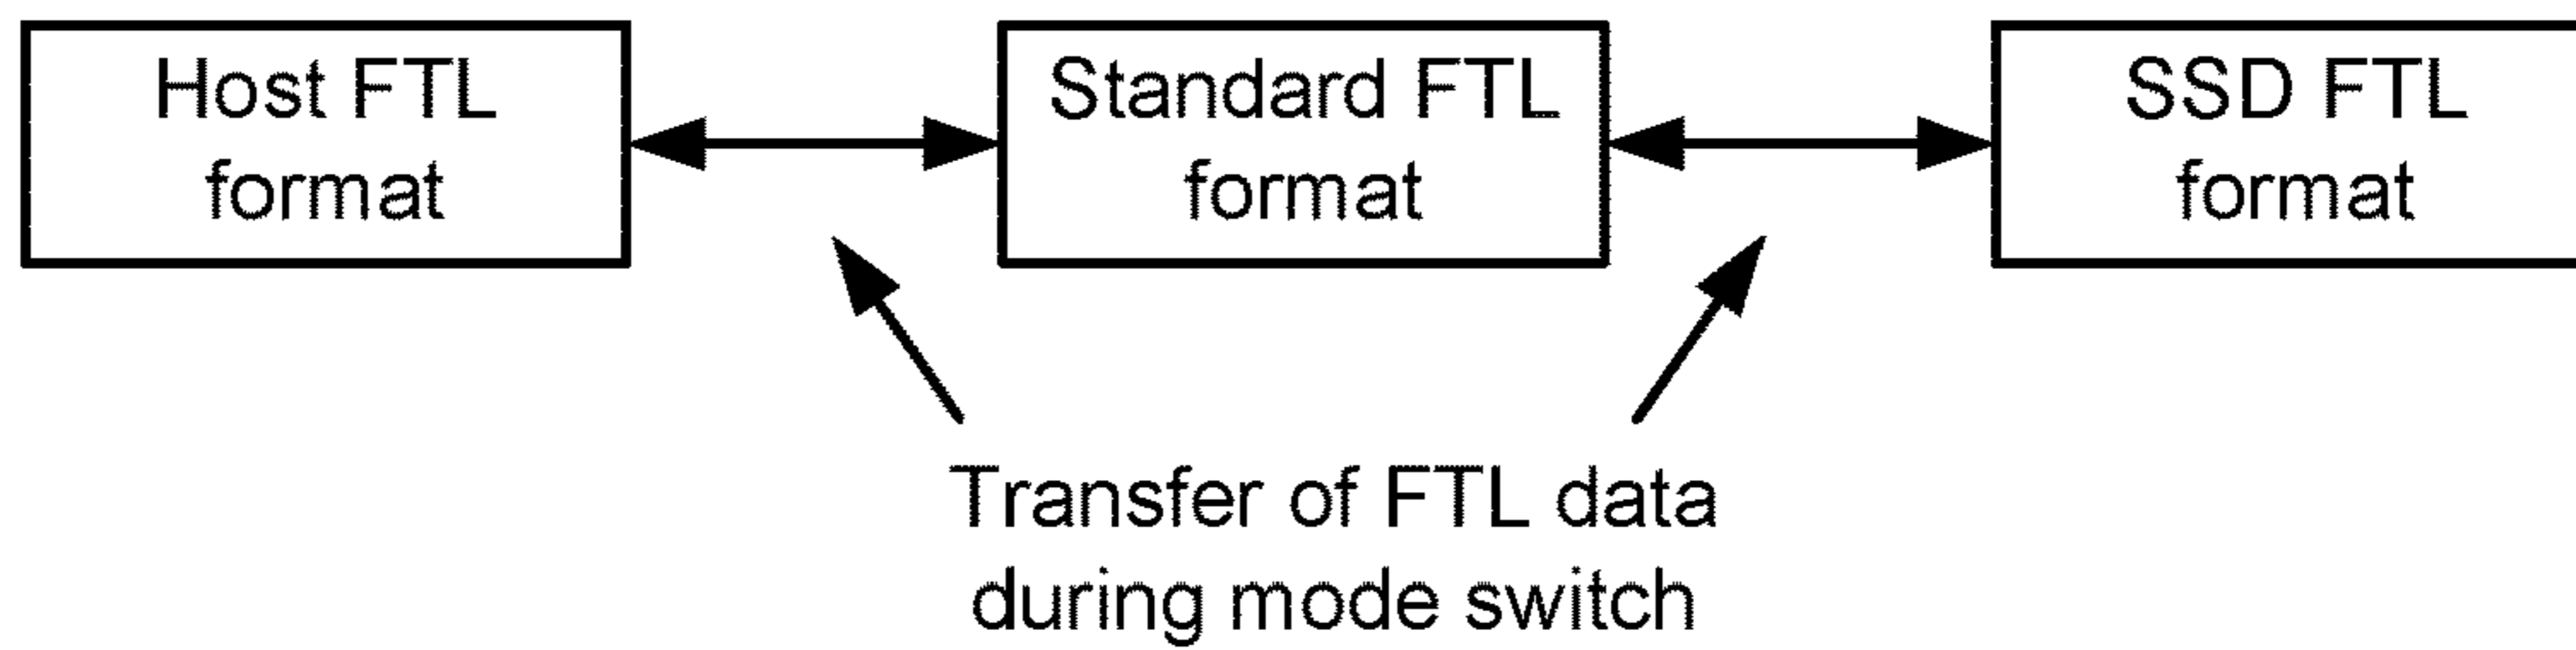 Host FTL
format
Standard FTL
format
SSD FTL
format
Transfer of FTL data
during mode switch